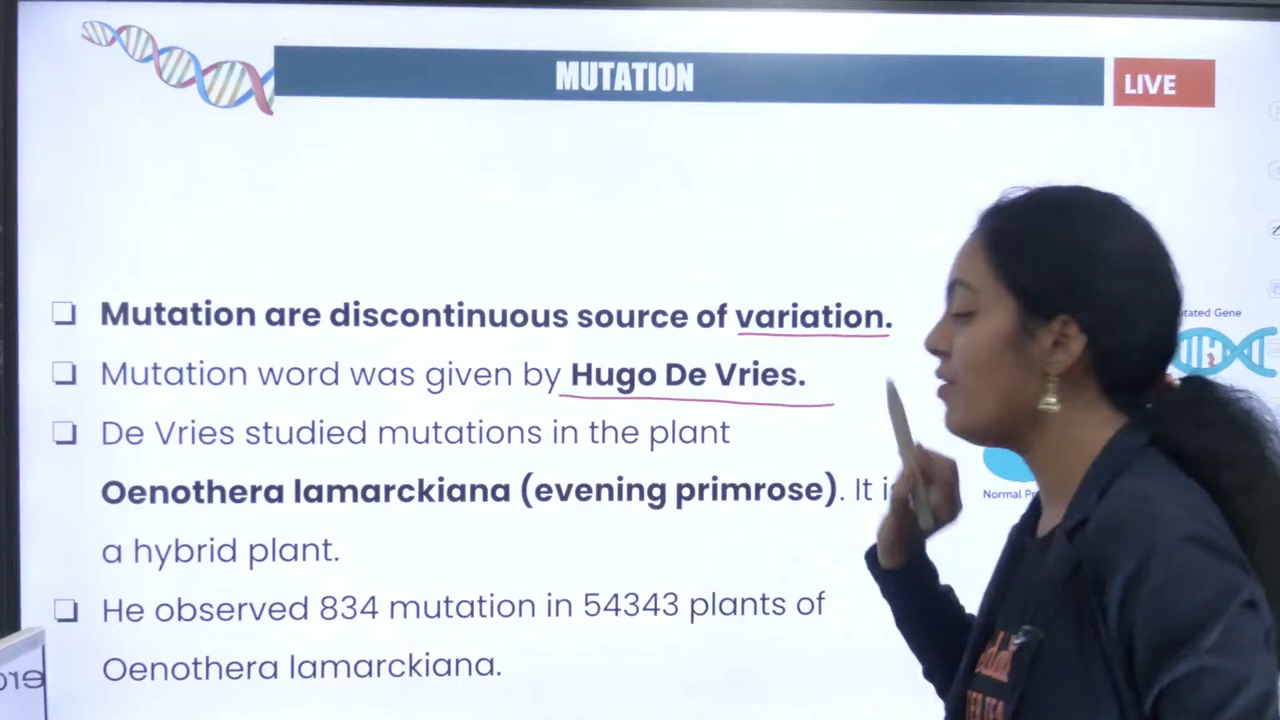 MUTATION
LIVE
Mutation are discontinuous source of variation.
Mutation word was given by Hugo De Vries.
De Vries studied mutations in the plant
Oenothera lamarckiana (evening primrose). It
a hybrid plant.
He observed 834 mutation in 54343 plants of
Oenothera lamarckiana.
Gene
Normal